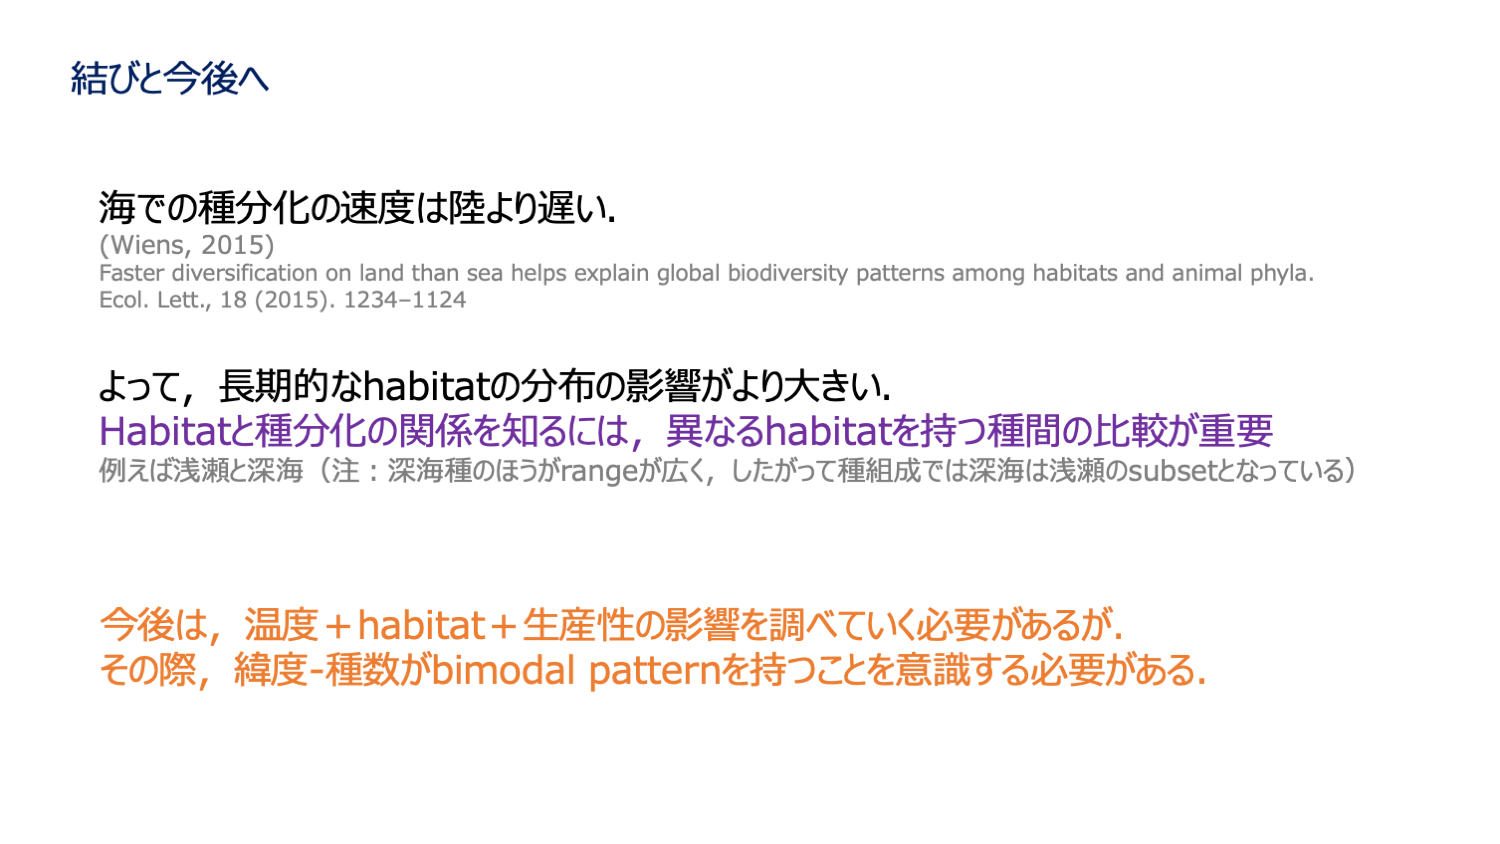 結びと今後へ
海での種分化の速度は陸より遅い.
(Wiens, 2015)
Faster diversification on land than sea helps explain global biodiversity patterns among habitats and animal phyla.
Ecol. Lett., 18 (2015). 1234–1124
よって，長期的なhabitatの分布の影響がより大きい.
Habitatと種分化の関係を知るには，異なるhabitatを持つ種間の比較が重要
例えば浅瀬と深海（注：深海種のほうがrangeが広く，したがって種組成では深海は浅瀬のsubsetとなっている）
今後は，温度＋habitat＋生産性の影響を調べていく必要があるが.
その際，緯度-種数がbimodal patternを持つことを意識する必要がある.